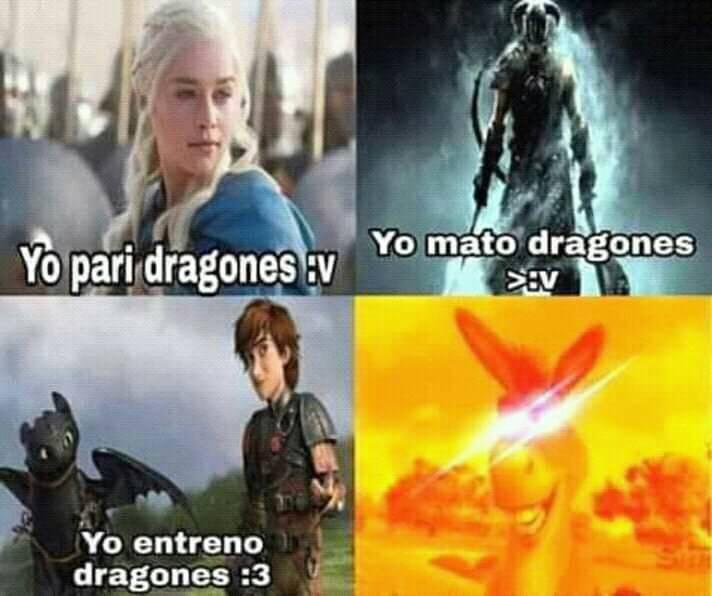 Yo pari dragones :v
Yo mato dragones
>:v
Yo entreno
dragones :3